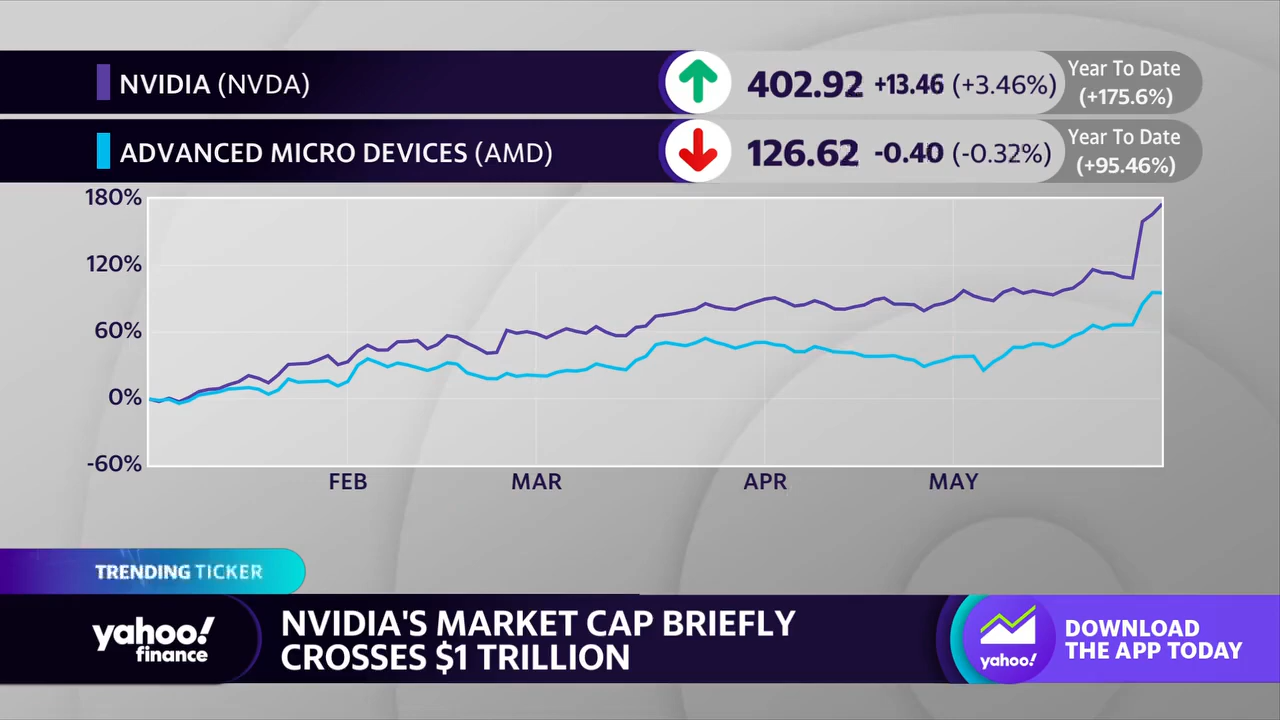 NVIDIA (NVDA)
402.92 +13.46 (+3.46%)
Year To Date
(+175.6%)
ADVANCED MICRO DEVICES (AMD)
126.62 -0.40 (-0.32%)
Year To Date
(+95.46%)
180%
120%
60%
0%
-60%
FEB MAR APR MAY
TRENDING TICKER
yahoo!
finance
NVIDIA'S MARKET CAP BRIEFLY
CROSSES $1 TRILLION
yahoo!
DOWNLOAD
THE APP TODAY